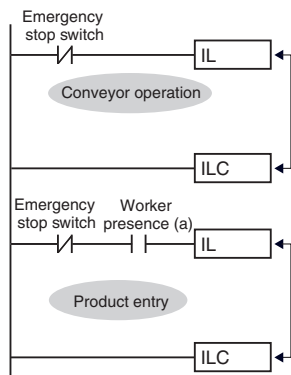 Emergency
stop switch
IL
Conveyor operation
ILC
Emergency Worker
stop switch presence (a)
IL
Product entry
ILC